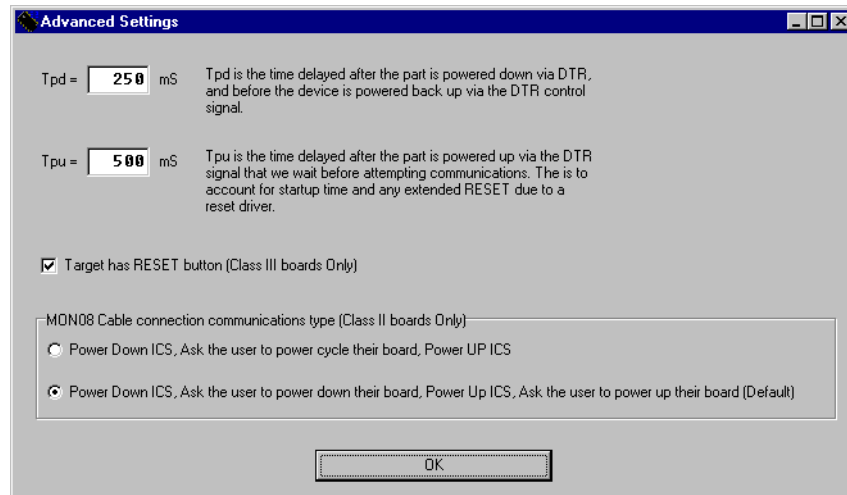 Advanced Settings
Tpd = 250 mS Tpd is the time delayed after the part is powered down via DTR,
and before the device is powered back up via the DTR control
signal.
Tpu = 500 mS Tpu is the time delayed after the part is powered up via the DTR
signal that we wait before attempting communications. The is to
account for startup time and any extended RESET due to a
reset driver.
Target has RESET button (Class III boards Only)
MON08 Cable connection communications type (Class II boards Only)
Power Down ICS, Ask the user to power cycle their board, Power UP ICS
Power Down ICS, Ask the user to power down their board, Power Up ICS, Ask the user to power up their board (Default)
OK